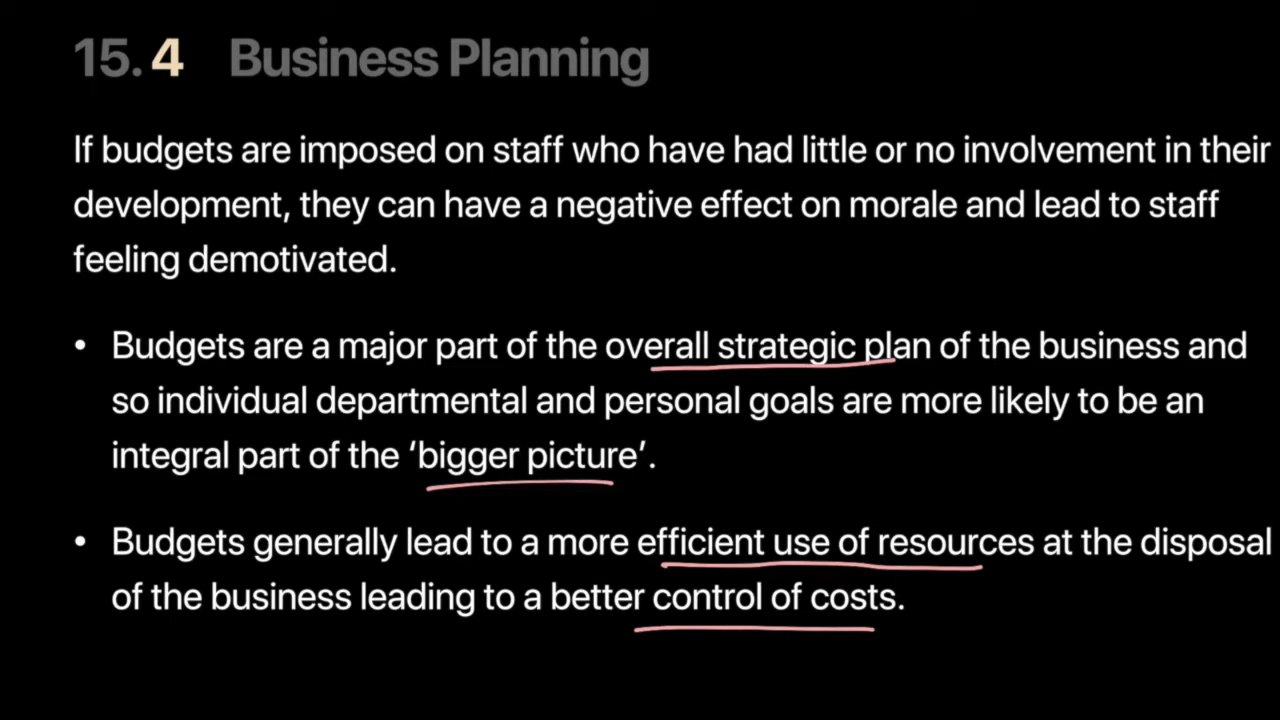 15.4 Business Planning
If budgets are imposed on staff who have had little or no involvement in their
development, they can have a negative effect on morale and lead to staff
feeling demotivated.
• Budgets are a major part of the overall strategic plan of the business and
so individual departmental and personal goals are more likely to be an
integral part of the ‘bigger picture’.
• Budgets generally lead to a more efficient use of resources at the disposal
of the business leading to a better control of costs.